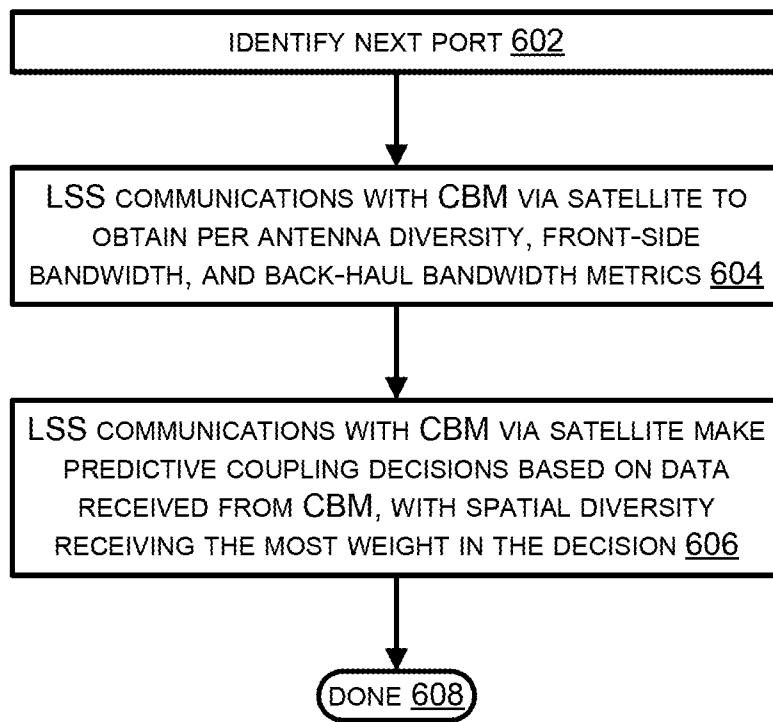 IDENTIFY NEXT PORT 602
LSS COMMUNICATIONS WITH CBM VIA SATELLITE TO
OBTAIN PER ANTENNA DIVERSITY, FRONT-SIDE
BANDWIDTH, AND BACK-HAUL BANDWIDTH METRICS 604
LSS COMMUNICATIONS WITH CBM VIA SATELLITE MAKE
PREDICTIVE COUPLING DECISIONS BASED ON DATA
RECEIVED FROM CBM, WITH SPATIAL DIVERSITY
RECEIVING THE MOST WEIGHT IN THE DECISION 606
DONE 608